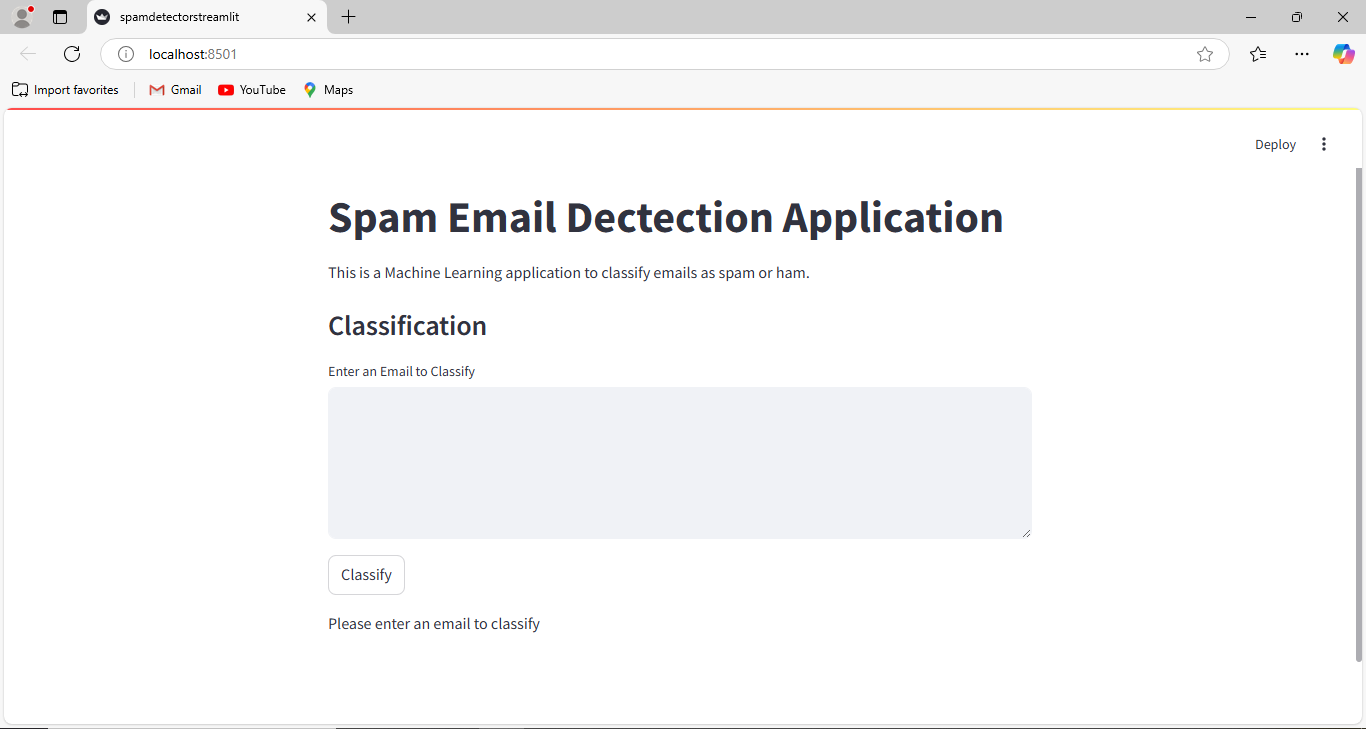 spamdetectorstreamlit
localhost:8501
Import favorites
Gmail
YouTube
Maps
Deploy
Spam Email Dectection Application
This is a Machine Learning application to classify emails as spam or ham.
Classification
Enter an Email to Classify
Classify
Please enter an email to classify